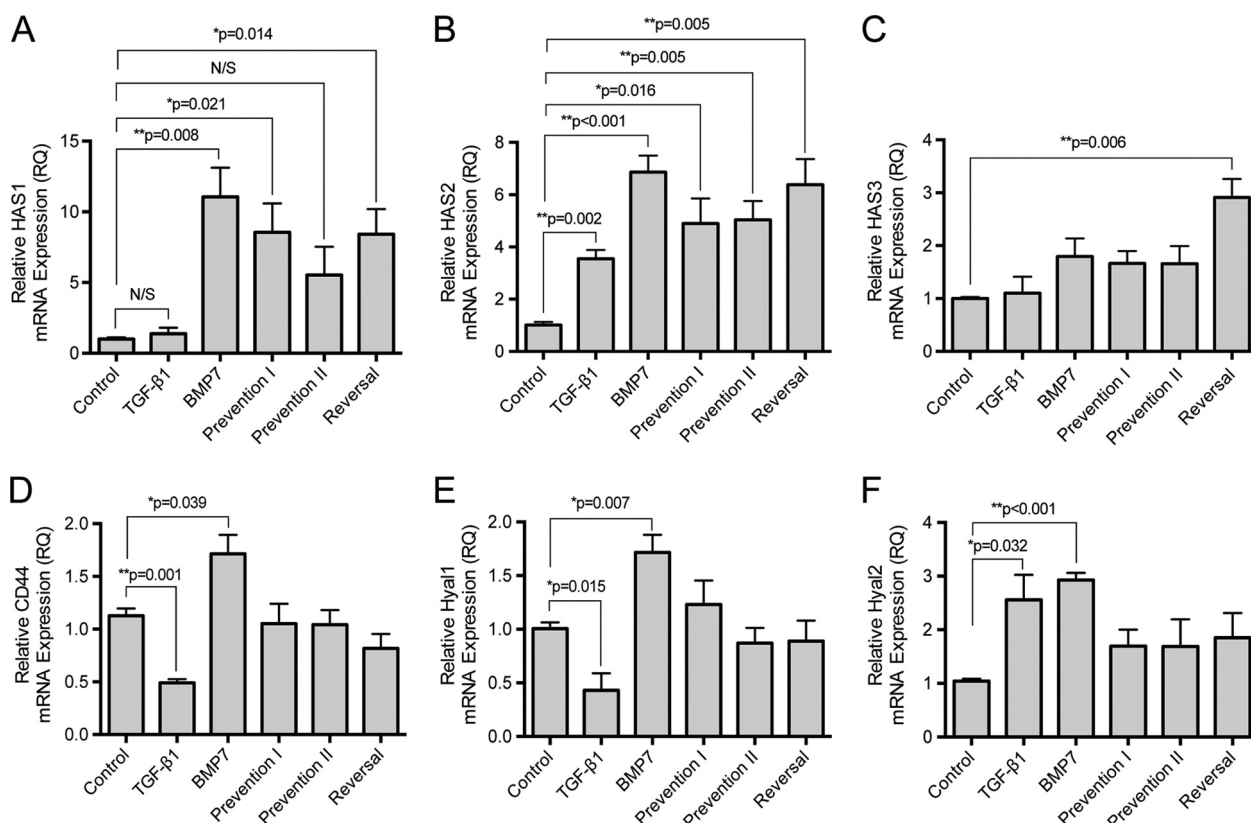 A
*p=0.014
N/S
*p=0.021
**p=0.008
N/S
Relative HAS1
mRNA Expression (RQ)
15
10
5
0
Control
TGF-β1
BMP7
Prevention I
Prevention II
Reversal
B
**p=0.005
**p=0.005
*p=0.016
**p<0.001
**p=0.002
Relative HAS2
mRNA Expression (RQ)
8
6
4
2
0
Control
TGF-β1
BMP7
Prevention I
Prevention II
Reversal
C
**p=0.006
Relative HAS3
mRNA Expression (RQ)
4
3
2
1
0
Control
TGF-β1
BMP7
Prevention I
Prevention II
Reversal
D
*p=0.039
**p=0.001
Relative CD44
mRNA Expression (RQ)
2.0
1.5
1.0
0.5
0.0
Control
TGF-β1
BMP7
Prevention I
Prevention II
Reversal
E
*p=0.007
*p=0.015
Relative Hyal1
mRNA Expression (RQ)
2.0
1.5
1.0
0.5
0.0
Control
TGF-β1
BMP7
Prevention I
Prevention II
Reversal
F
**p<0.001
*p=0.032
Relative Hyal2
mRNA Expression (RQ)
4
3
2
1
0
Control
TGF-β1
BMP7
Prevention I
Prevention II
Reversal